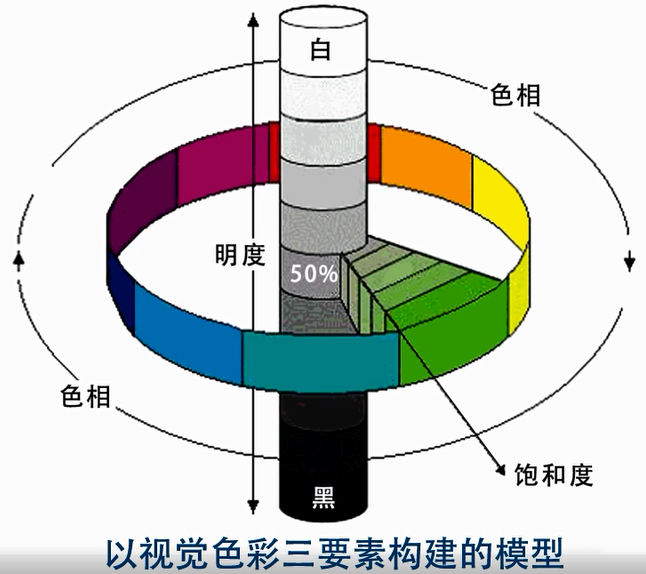 白
色相
明度
50%
色相
饱和度
黑
以视觉色彩三要素构建的模型